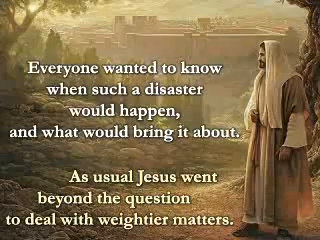 Everyone wanted to know
when such a disaster
would happen,
and what would bring it about.
As usual Jesus went
beyond the question
to deal with weightier matters.